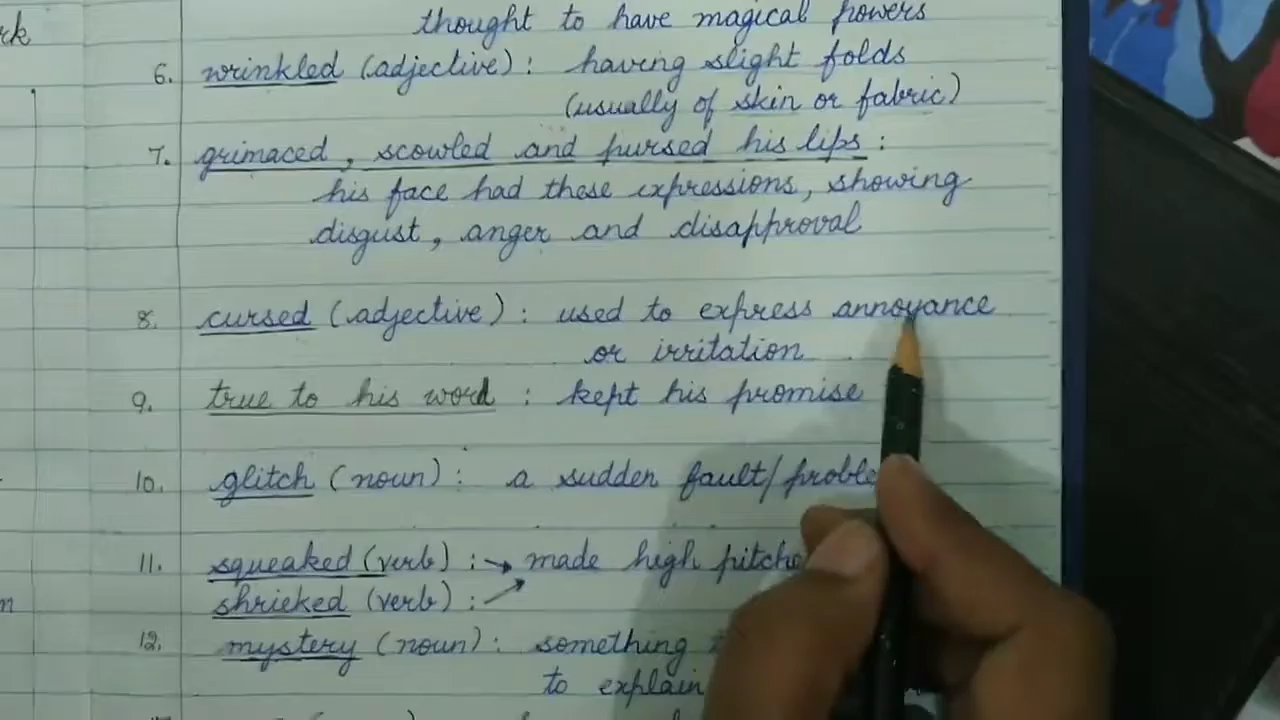 rk
thought to have magical powers
6. wrinkled (adjective) : having slight folds
(usually of skin or fabric)
7. grimaced, scowled and pursed his lips :
his face had these expressions, showing
disgust, anger and disapproval
8. cursed (adjective) : used to express annoyance
or irritation
9. true to his word : kept his promise
10. glitch (noun) : a sudden fault/proble
11. squeaked (verb) : → made high pitche
shrieked (verb) :
12. mystery (noun) : something
to explain